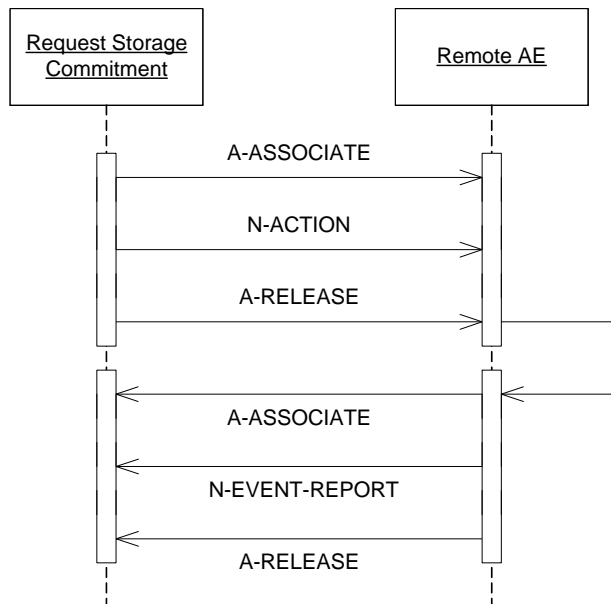 Request Storage
Commitment
Remote AE
A-ASSOCIATE
N-ACTION
A-RELEASE
A-ASSOCIATE
N-EVENT-REPORT
A-RELEASE